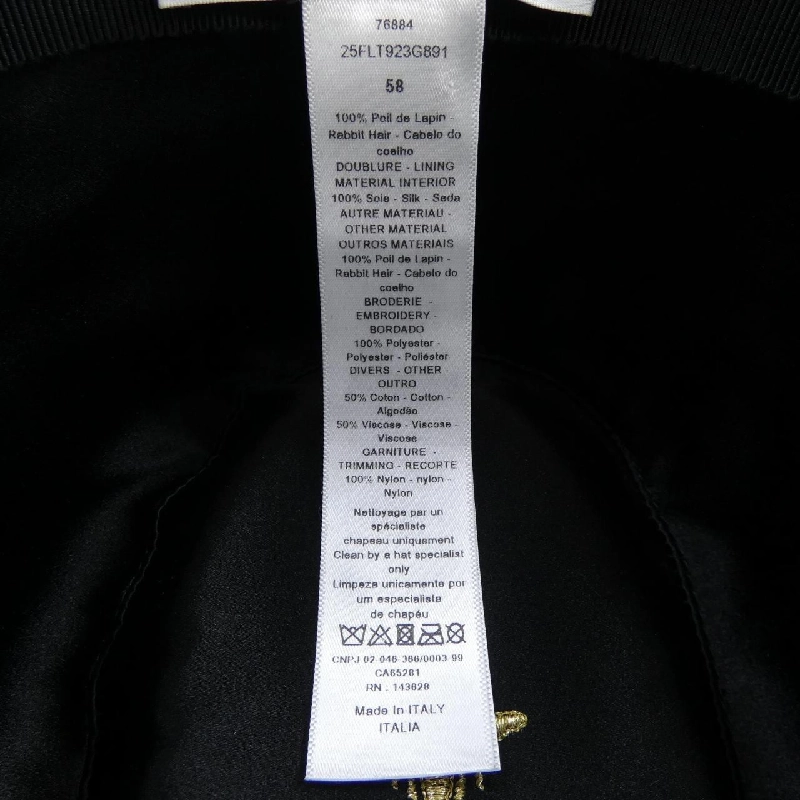 76884
25FLT923G891
58
100% Poil de Lapin -
Rabbit Hair - Cabelo do
coelho
DOUBLURE - LINING
MATERIAL INTERIOR
100% Soie - Silk - Seda
AUTRE MATERIAU -
OTHER MATERIAL
OUTROS MATERIAIS
100% Poil de Lapin -
Rabbit Hair - Cabelo do
coelho
BRODERIE -
EMBROIDERY -
BORDADO
100% Polyester -
Polyester - Poliéster
DIVERS - OTHER -
OUTRO
50% Coton - Cotton -
Algodão
50% Viscose - Viscose -
Viscose
GARNITURE -
TRIMMING - RECORTE
100% Nylon - nylon -
Nylon
Nettoyage par un
spécialiste
chapeau uniquement
Clean by a hat specialist
only
Limpeza unicamente por
um especialista
de chapéu
CNPJ 02-046-366/0003-99
CA65281
RN : 143628
Made in ITALY
ITALIA